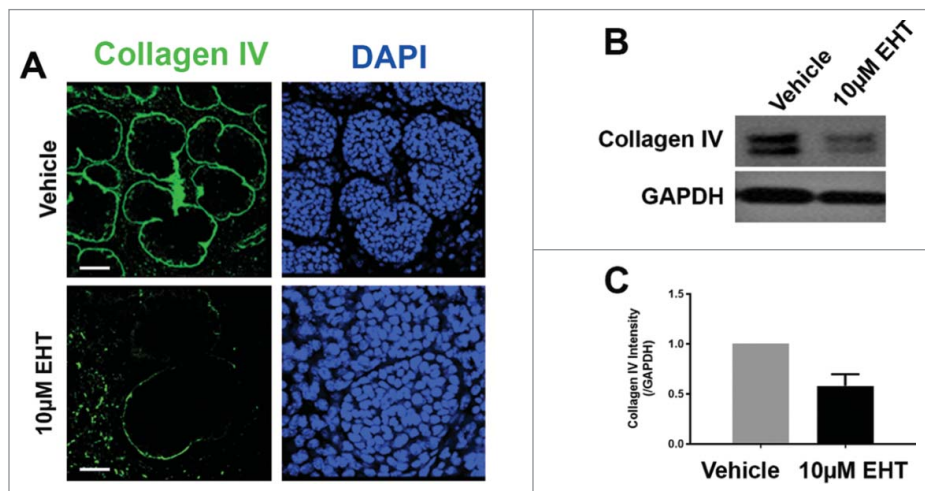 A
Collagen IV
DAPI
Vehicle
10μM EHT
B
Vehicle
10μM EHT
Collagen IV
GAPDH
C
Collagen IV Intensity
(/GAPDH)
1.5
1.0
0.5
0.0
Vehicle
10μM EHT